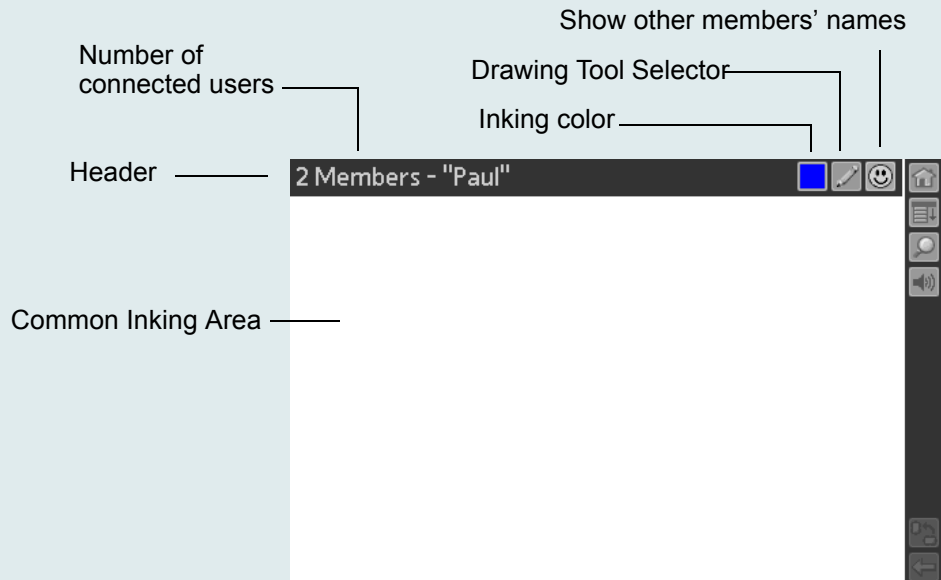 Show other members’ names
Number of
connected users
Drawing Tool Selector
Inking color
Header
2 Members - "Paul"
Common Inking Area